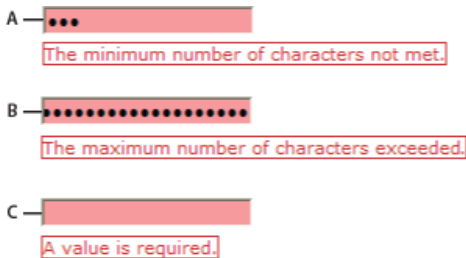 A
The minimum number of characters not met.
B
The maximum number of characters exceeded.
C
A value is required.